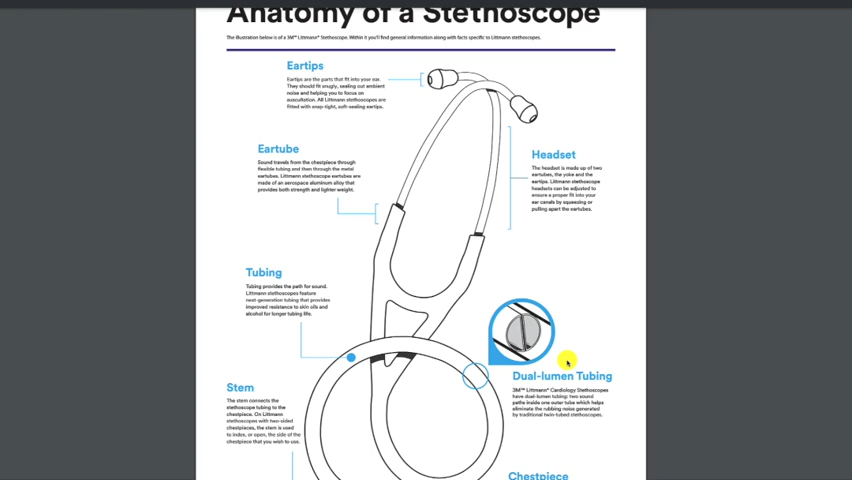 Anatomy of a Stethoscope
The illustration below is of a 3M™ Littmann® Stethoscope. Within it you'll find general information along with facts specific to Littmann stethoscopes.
Eartips
Eartips are the parts that fit into your ear.
They should fit snugly, sealing out ambient
noise and helping you to focus on
auscultation. All Littmann stethoscopes are
fitted with snap-tight, soft-sealing eartips.
Eartube
Sound travels from the chestpiece through
flexible tubing and then through the metal
eartubes. Littmann stethoscope eartubes are
made of an aerospace aluminum alloy that
provides both strength and lighter weight.
Headset
The headset is made up of two
eartubes, the yoke and the
eartips. Littmann stethoscope
headsets can be adjusted to
ensure a proper fit into your
ear canals by squeezing or
pulling apart the eartubes.
Tubing
Tubing provides the path for sound.
Littmann stethoscopes feature
next-generation tubing that provides
improved resistance to skin oils and
alcohol for longer tubing life.
Dual-lumen Tubing
3M™ Littmann® Cardiology Stethoscopes
have dual-lumen tubing: two sound
paths inside one outer tube which helps
eliminate the rubbing noise generated
by traditional twin-tubed stethoscopes.
Stem
The stem connects the
stethoscope tubing to the
chestpiece. On Littmann
stethoscopes with two-sided
chestpieces, the stem is used
to index, or open, the side of the
chestpiece that you wish to use.
Chestpiece